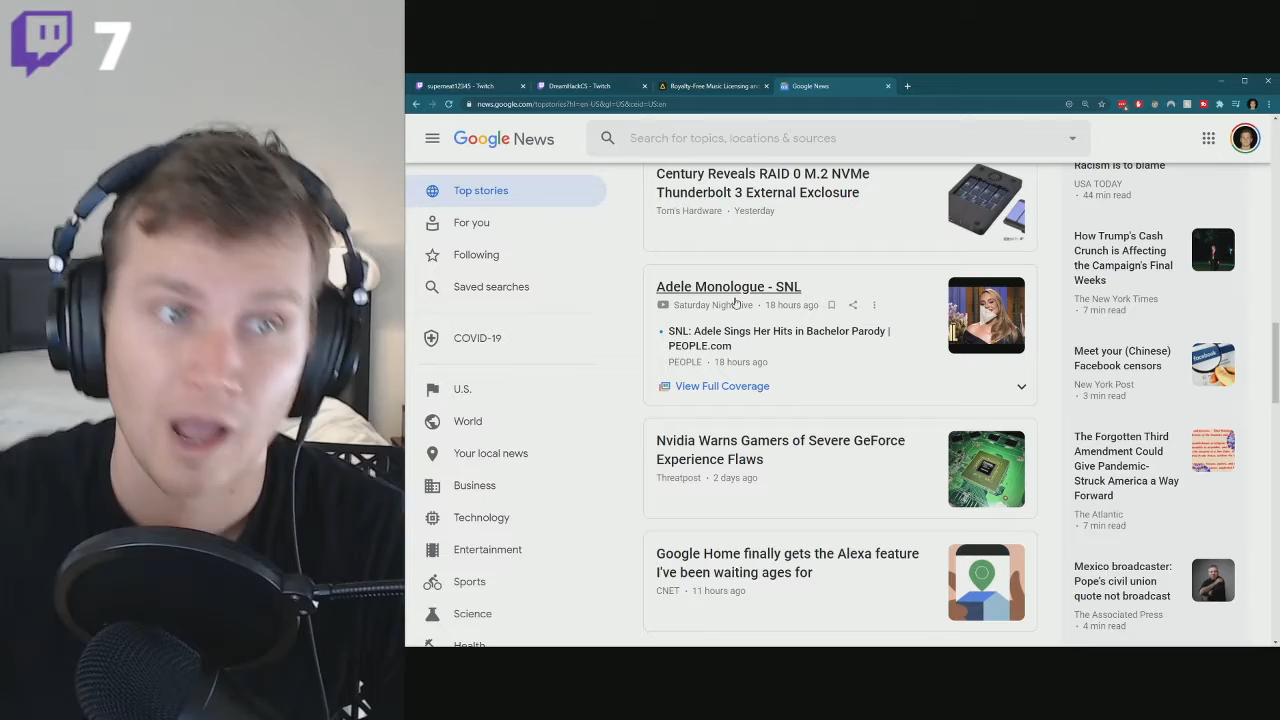 7
supermeat12345 - Twitch
DreamHackCS - Twitch
Royalty-Free Music Licensing an
Google News
news.google.com/topstories?hl=en-US&gl=US&ceid=US:en
Google News
Search for topics, locations & sources
Top stories
For you
Following
Saved searches
COVID-19
U.S.
World
Your local news
Business
Technology
Entertainment
Sports
Science
Health
Century Reveals RAID 0 M.2 NVMe
Thunderbolt 3 External Exclosure
Tom's Hardware • Yesterday
Adele Monologue - SNL
Saturday Night Live • 18 hours ago
• SNL: Adele Sings Her Hits in Bachelor Parody |
PEOPLE.com
PEOPLE • 18 hours ago
View Full Coverage
Nvidia Warns Gamers of Severe GeForce
Experience Flaws
Threatpost • 2 days ago
Google Home finally gets the Alexa feature
I've been waiting ages for
CNET • 11 hours ago
Racism is to blame
USA TODAY
• 44 min read
How Trump's Cash
Crunch is Affecting
the Campaign's Final
Weeks
The New York Times
• 7 min read
Meet your (Chinese)
Facebook censors
New York Post
• 3 min read
The Forgotten Third
Amendment Could
Give Pandemic-
Struck America a Way
Forward
The Atlantic
• 7 min read
Mexico broadcaster:
Pope's civil union
quote not broadcast
The Associated Press
• 4 min read